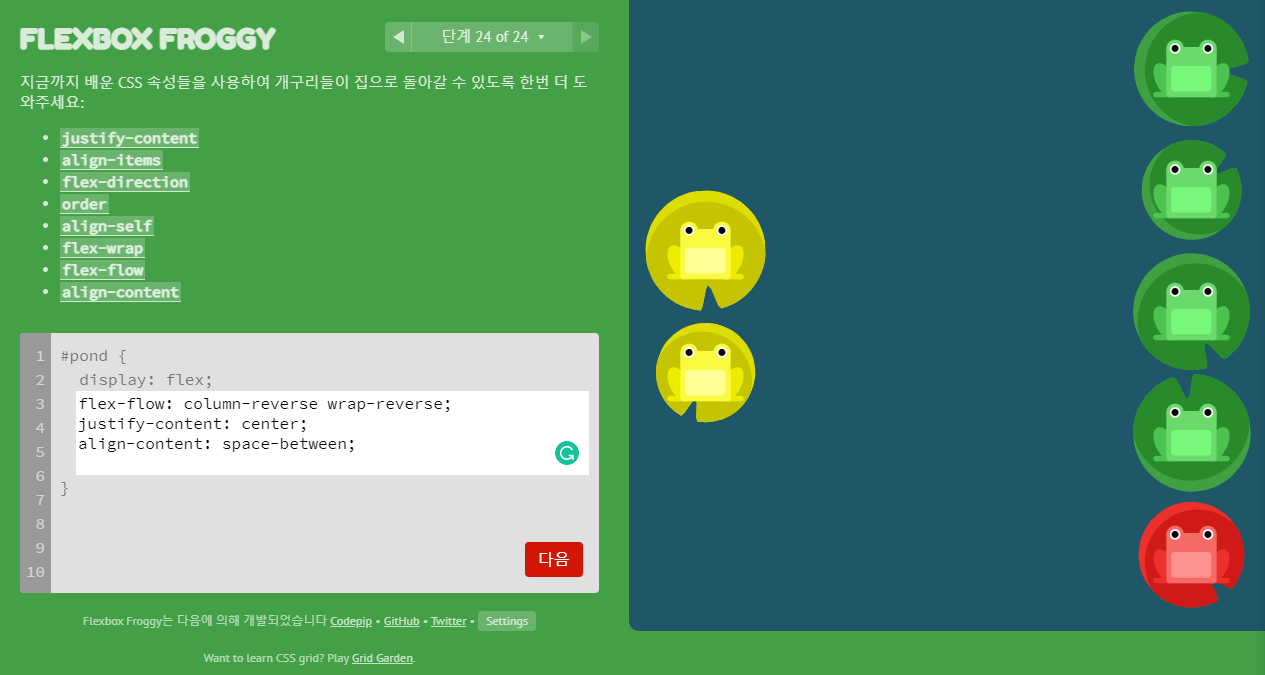 FLEXBOX FROGGY
◀ 단계 24 of 24 ▼ ▶
지금까지 배운 CSS 속성들을 사용하여 개구리들이 집으로 돌아갈 수 있도록 한번 더 도
와주세요:
• justify-content
• align-items
• flex-direction
• order
• align-self
• flex-wrap
• flex-flow
• align-content
1 #pond {
2 display: flex;
3 flex-flow: column-reverse wrap-reverse;
4 justify-content: center;
5 align-content: space-between;
6
7 }
8
9
10
다음
Flexbox Froggy는 다음에 의해 개발되었습니다 Codepip • GitHub • Twitter • Settings
Want to learn CSS grid? Play Grid Garden.